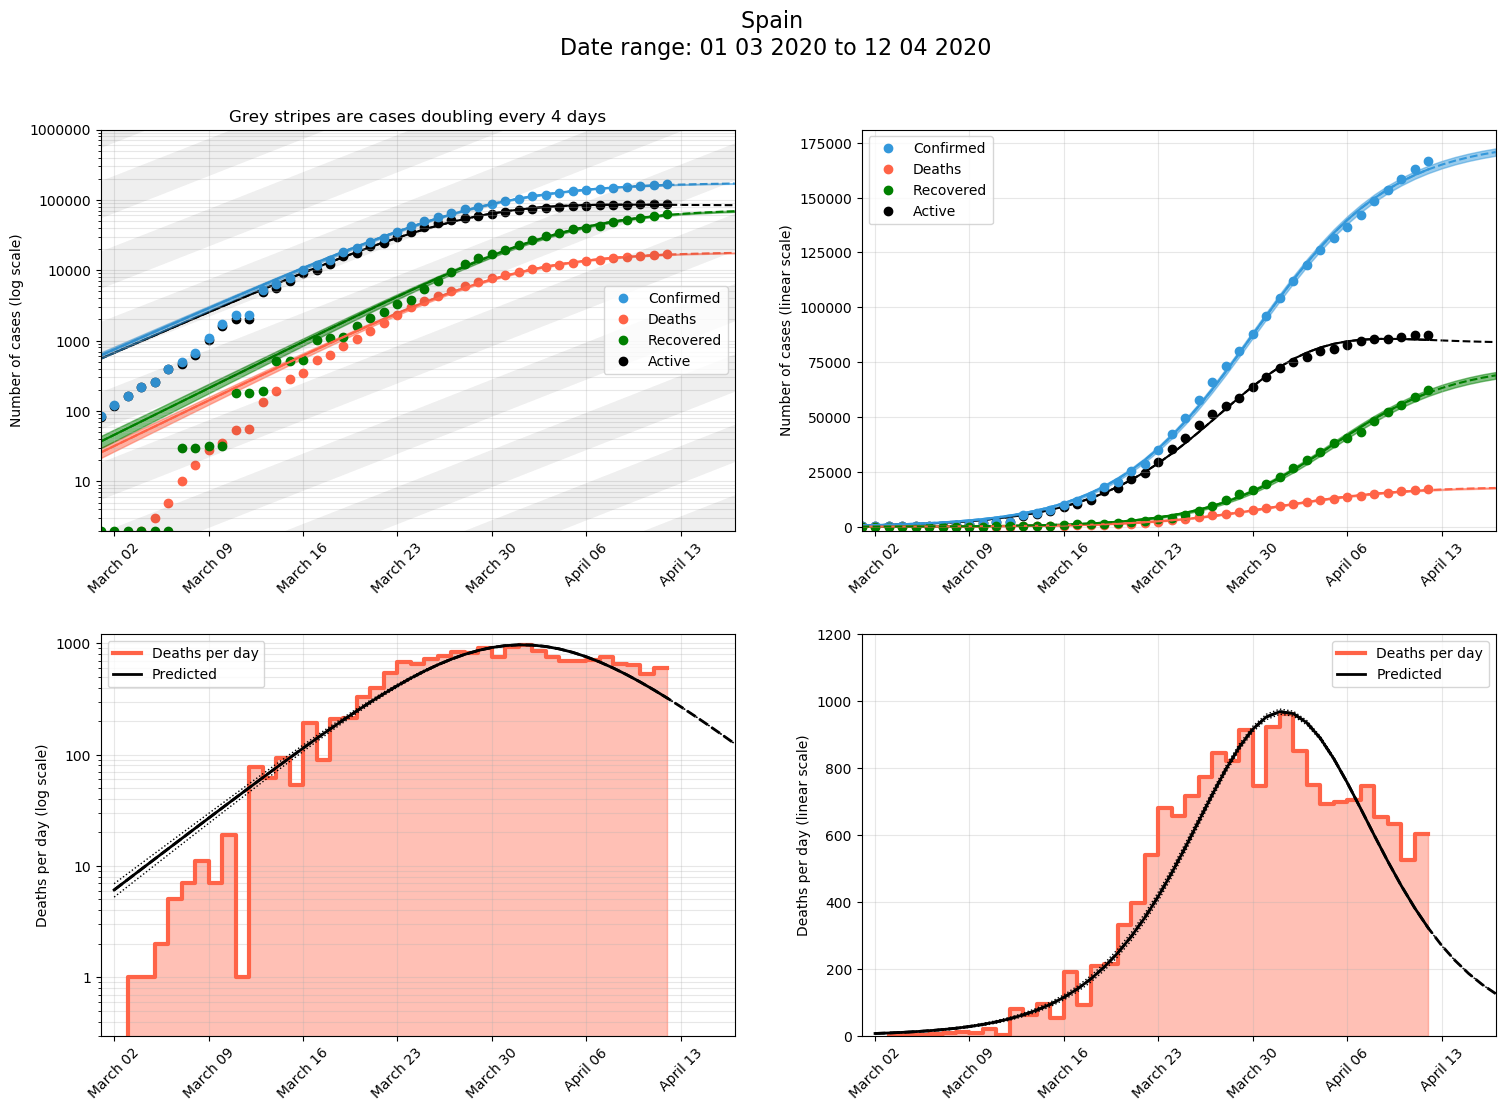 Spain
Date range: 01 03 2020 to 12 04 2020
Grey stripes are cases doubling every 4 days
Number of cases (log scale)
1000000
100000
10000
1000
100
10
Confirmed
Deaths
Recovered
Active
March 02
March 09
March 16
March 23
March 30
April 06
April 13
Number of cases (linear scale)
175000
150000
125000
100000
75000
50000
25000
0
Confirmed
Deaths
Recovered
Active
March 02
March 09
March 16
March 23
March 30
April 06
April 13
Deaths per day (log scale)
1000
100
10
1
Deaths per day
Predicted
March 02
March 09
March 16
March 23
March 30
April 06
April 13
Deaths per day (linear scale)
1200
1000
800
600
400
200
0
Deaths per day
Predicted
March 02
March 09
March 16
March 23
March 30
April 06
April 13